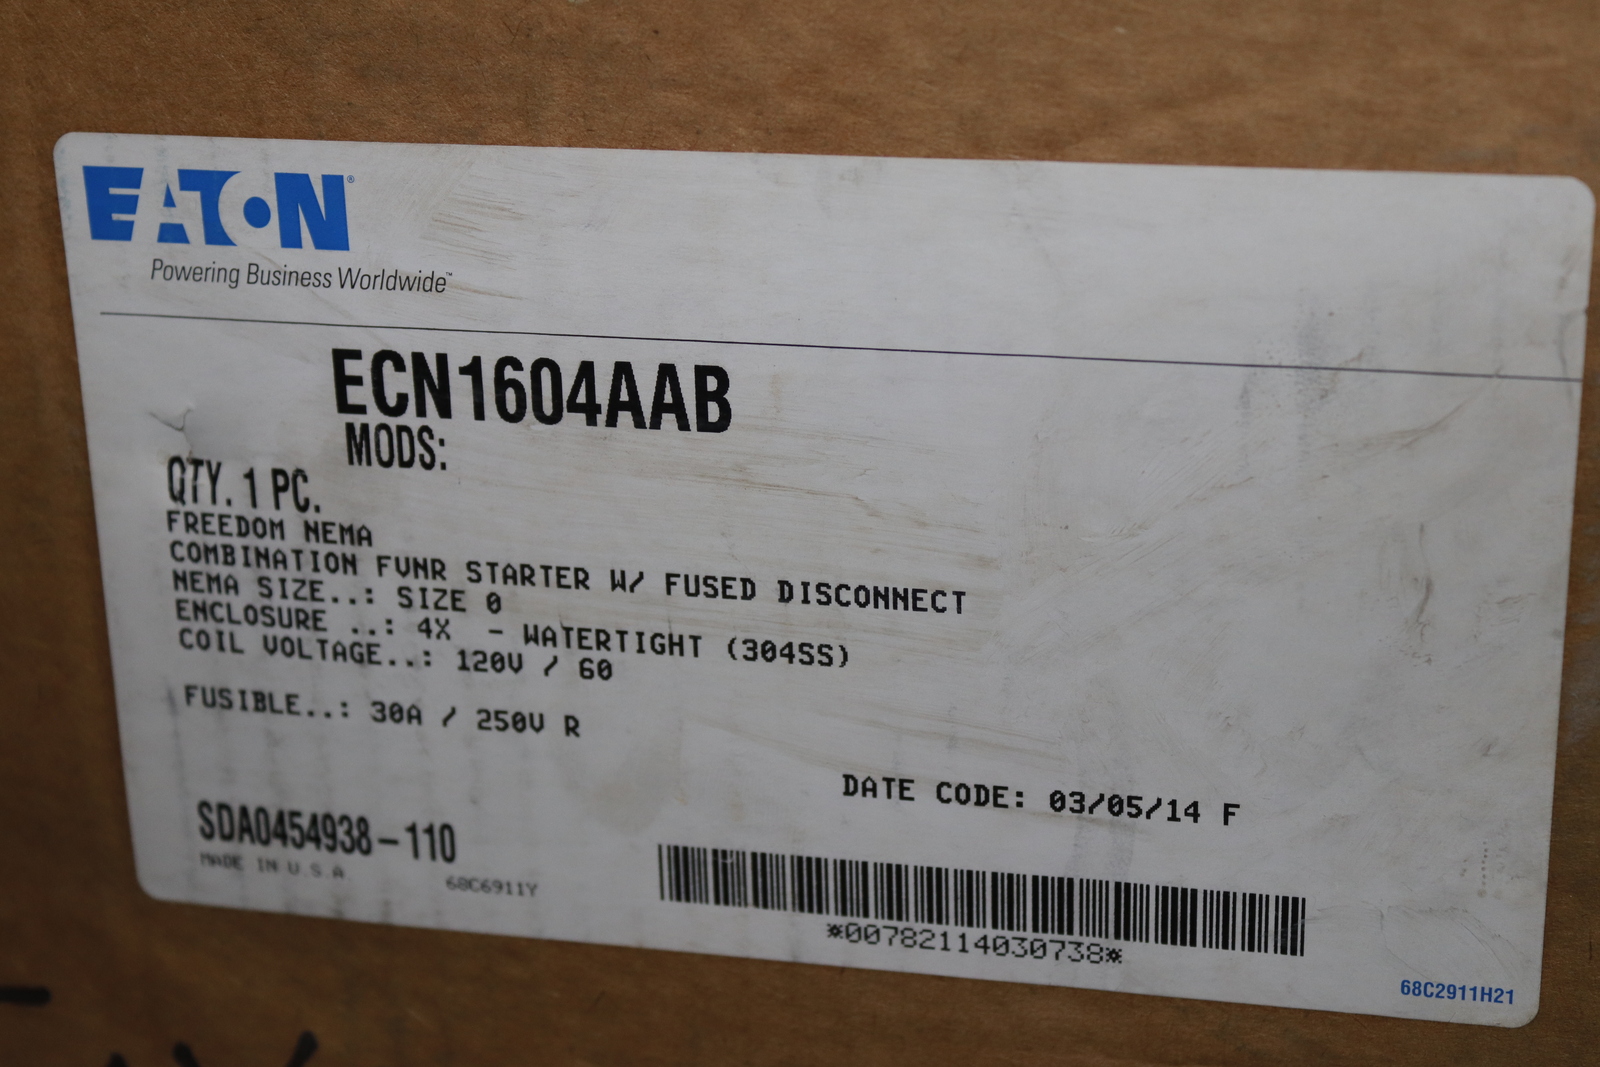 EATON®
Powering Business Worldwide™
ECN1604AAB
MODS:
QTY. 1 PC.
FREEDOM NEMA
COMBINATION FVNR STARTER W/ FUSED DISCONNECT
NEMA SIZE..: SIZE 0
ENCLOSURE ..: 4X - WATERTIGHT (304SS)
COIL VOLTAGE..: 120V / 60
FUSIBLE..: 30A / 250V R
DATE CODE: 03/05/14 F
SDA0454938-110
MADE IN U.S.A
68C6911Y
*00782114030738*
68C2911H21